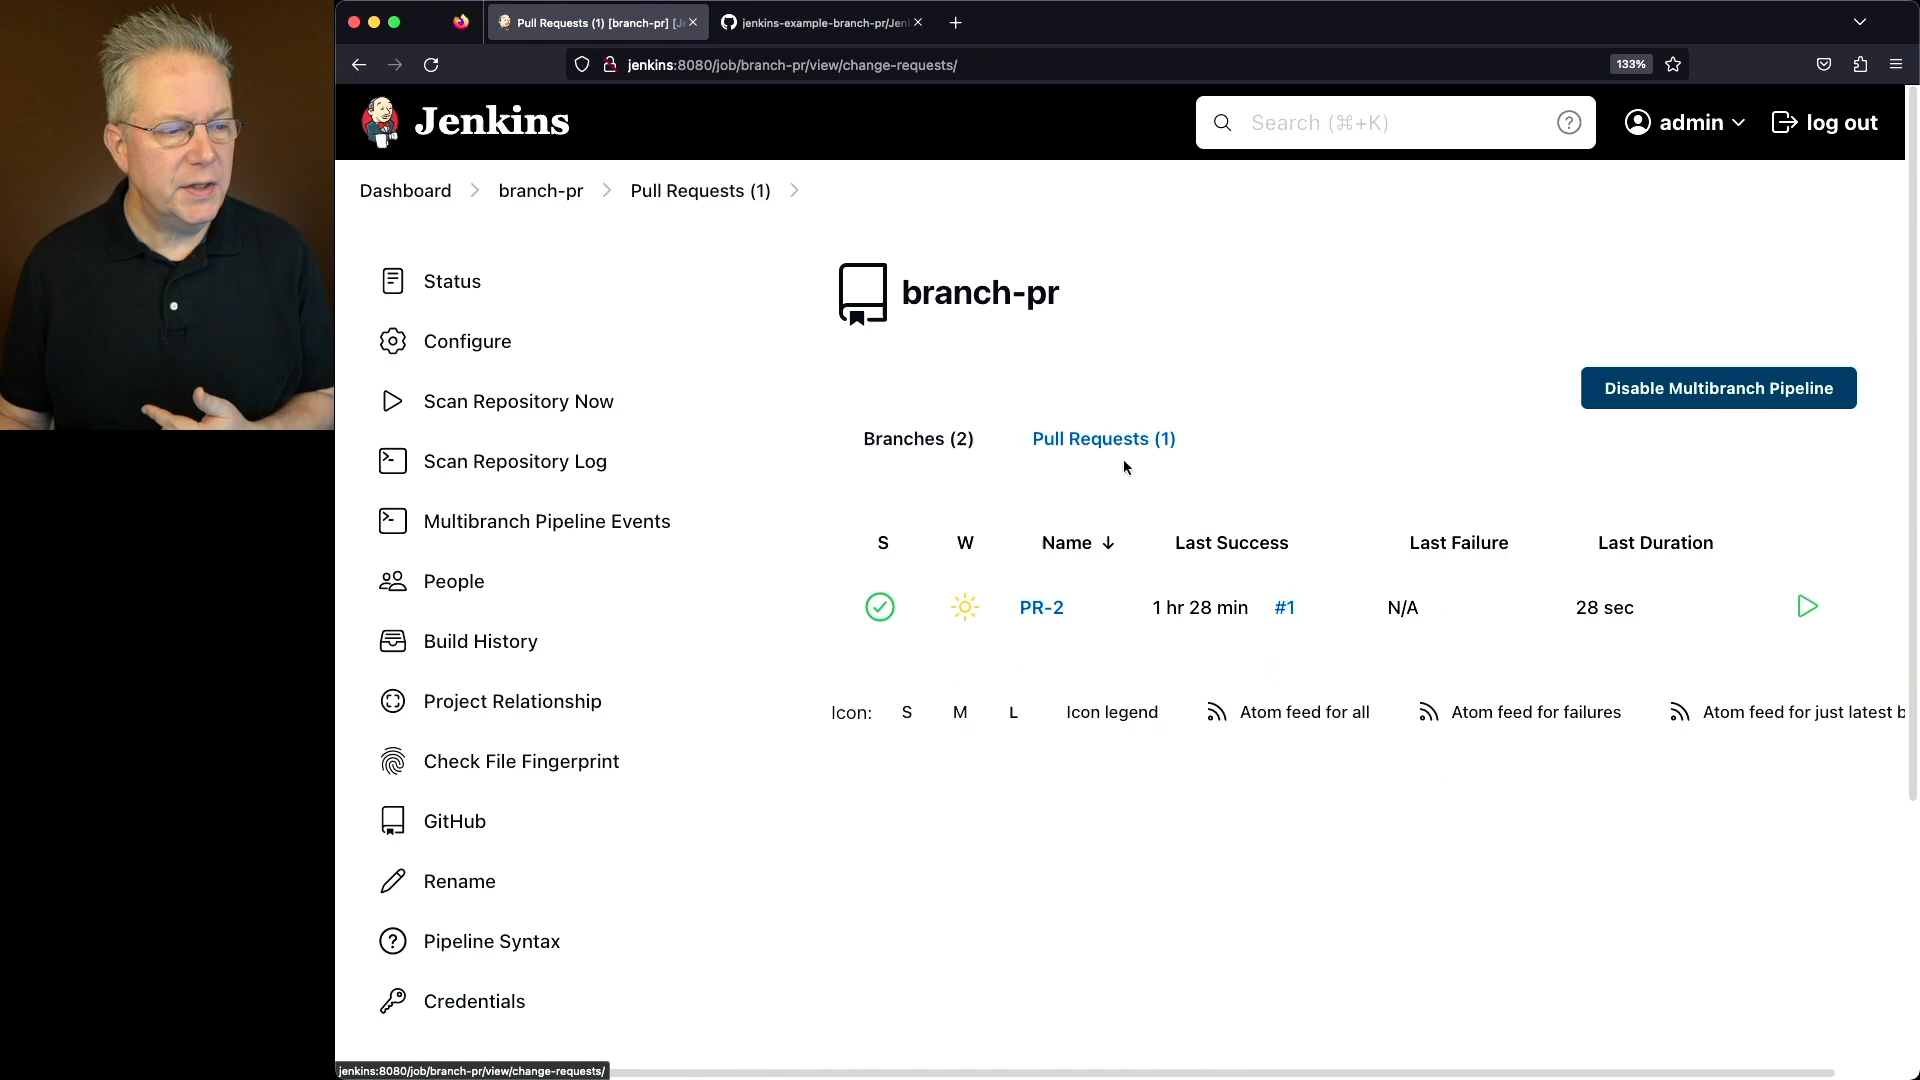 Pull Requests (1) [branch-pr] [Je
jenkins-example-branch-pr/Jen
jenkins:8080/job/branch-pr/view/change-requests/
133%
Jenkins
Search (⌘+K)
admin
log out
Dashboard
branch-pr
Pull Requests (1)
Status
Configure
Scan Repository Now
Scan Repository Log
Multibranch Pipeline Events
People
Build History
Project Relationship
Check File Fingerprint
GitHub
Rename
Pipeline Syntax
Credentials
branch-pr
Disable Multibranch Pipeline
Branches (2)
Pull Requests (1)
S W Name ↓ Last Success Last Failure Last Duration
PR-2 1 hr 28 min #1 N/A 28 sec
Icon: S M L Icon legend Atom feed for all Atom feed for failures Atom feed for just latest b
jenkins:8080/job/branch-pr/view/change-requests/